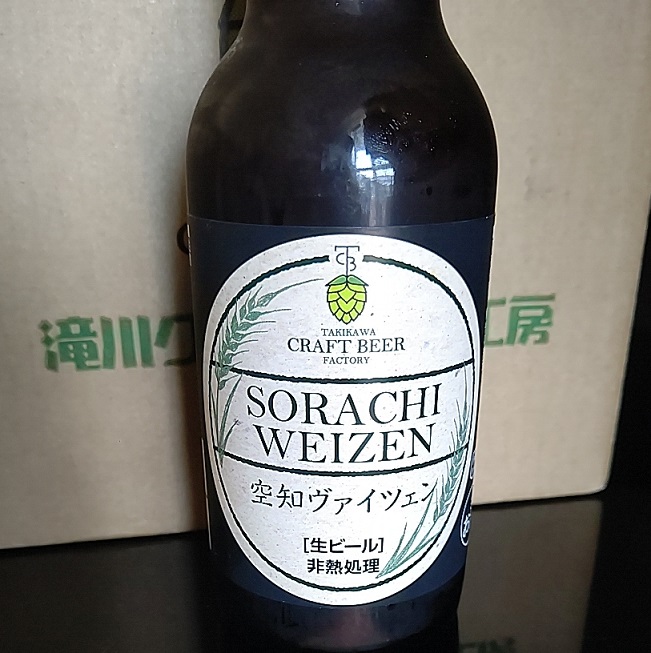 滝川ク
工房
TCB
TAKIKAWA
CRAFT BEER
FACTORY
SORACHI
WEIZEN
空知ヴァイツェン
[生ビール]
非熱処理